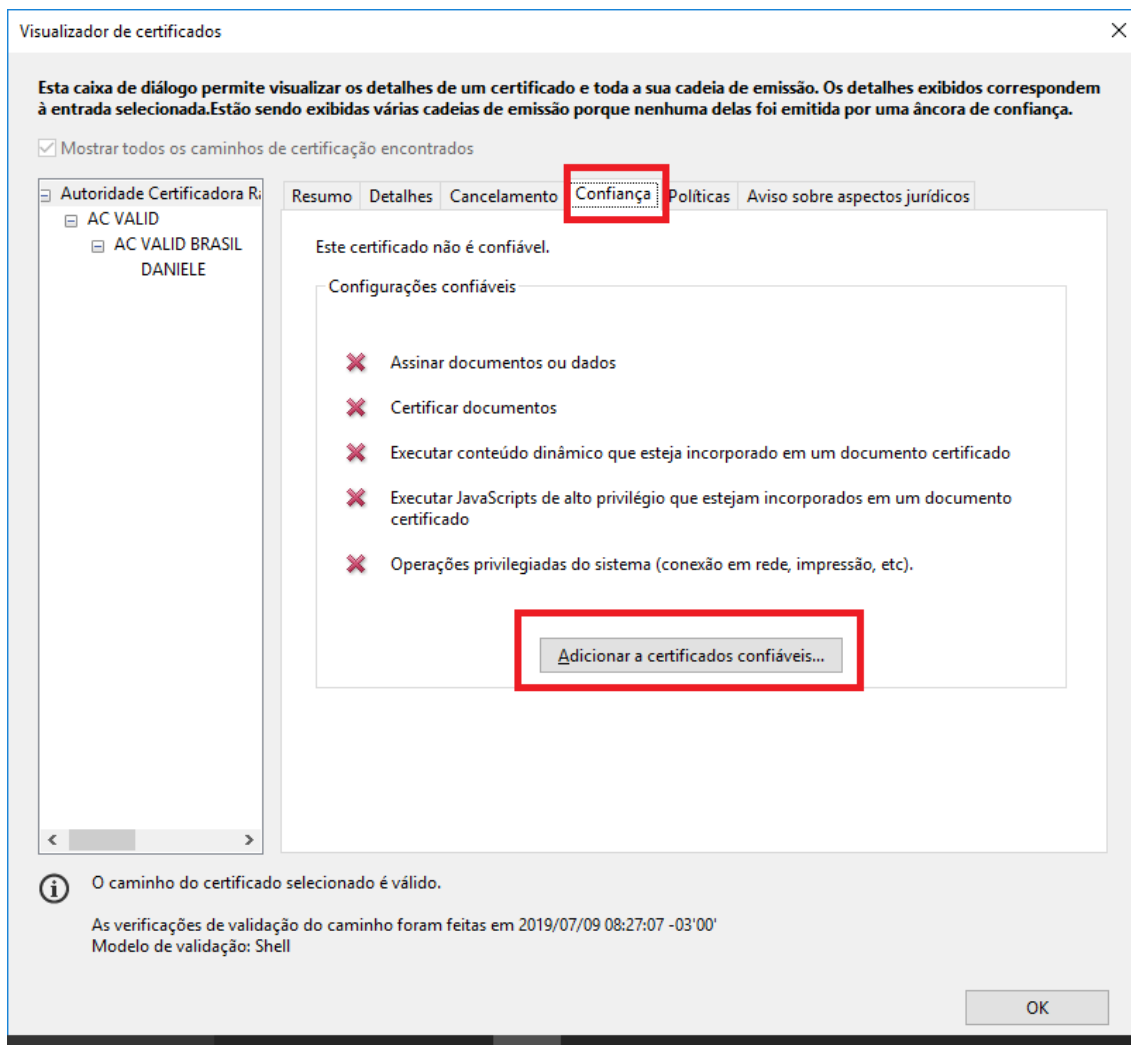 Visualizador de certificados
Esta caixa de diálogo permite visualizar os detalhes de um certificado e toda a sua cadeia de emissão. Os detalhes exibidos correspondem
à entrada selecionada.Estão sendo exibidas várias cadeias de emissão porque nenhuma delas foi emitida por uma âncora de confiança.
Mostrar todos os caminhos de certificação encontrados
Autoridade Certificadora Ra
AC VALID
AC VALID BRASIL
DANIELE
Resumo Detalhes Cancelamento Confiança Políticas Aviso sobre aspectos jurídicos
Este certificado não é confiável.
Configurações confiáveis
Assinar documentos ou dados
Certificar documentos
Executar conteúdo dinâmico que esteja incorporado em um documento certificado
Executar JavaScripts de alto privilégio que estejam incorporados em um documento
certificado
Operações privilegiadas do sistema (conexão em rede, impressão, etc).
Adicionar a certificados confiáveis...
O caminho do certificado selecionado é válido.
As verificações de validação do caminho foram feitas em 2019/07/09 08:27:07 -03'00'
Modelo de validação: Shell
OK